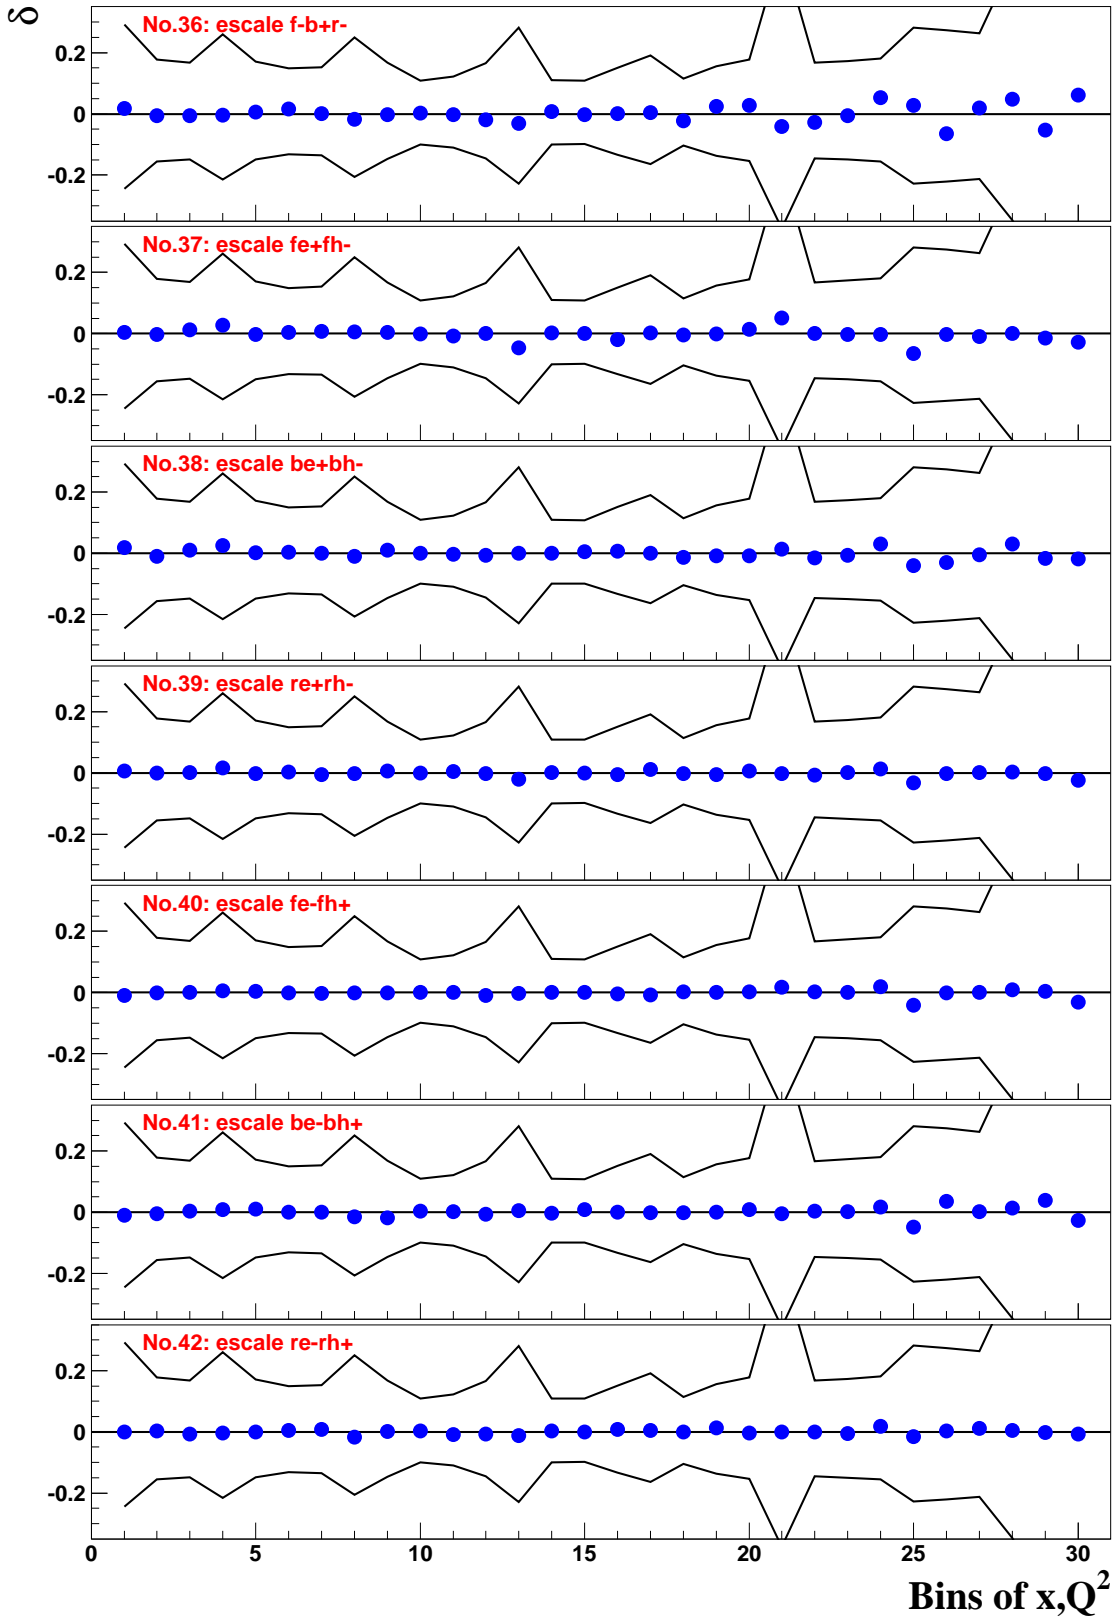 δ
No.36: escale f-b+r-
0.2
0
-0.2
No.37: escale fe+fh-
0.2
0
-0.2
No.38: escale be+bh-
0.2
0
-0.2
No.39: escale re+rh-
0.2
0
-0.2
No.40: escale fe-fh+
0.2
0
-0.2
No.41: escale be-bh+
0.2
0
-0.2
No.42: escale re-rh+
0.2
0
-0.2
0 5 10 15 20 25 30
Bins of x,Q²